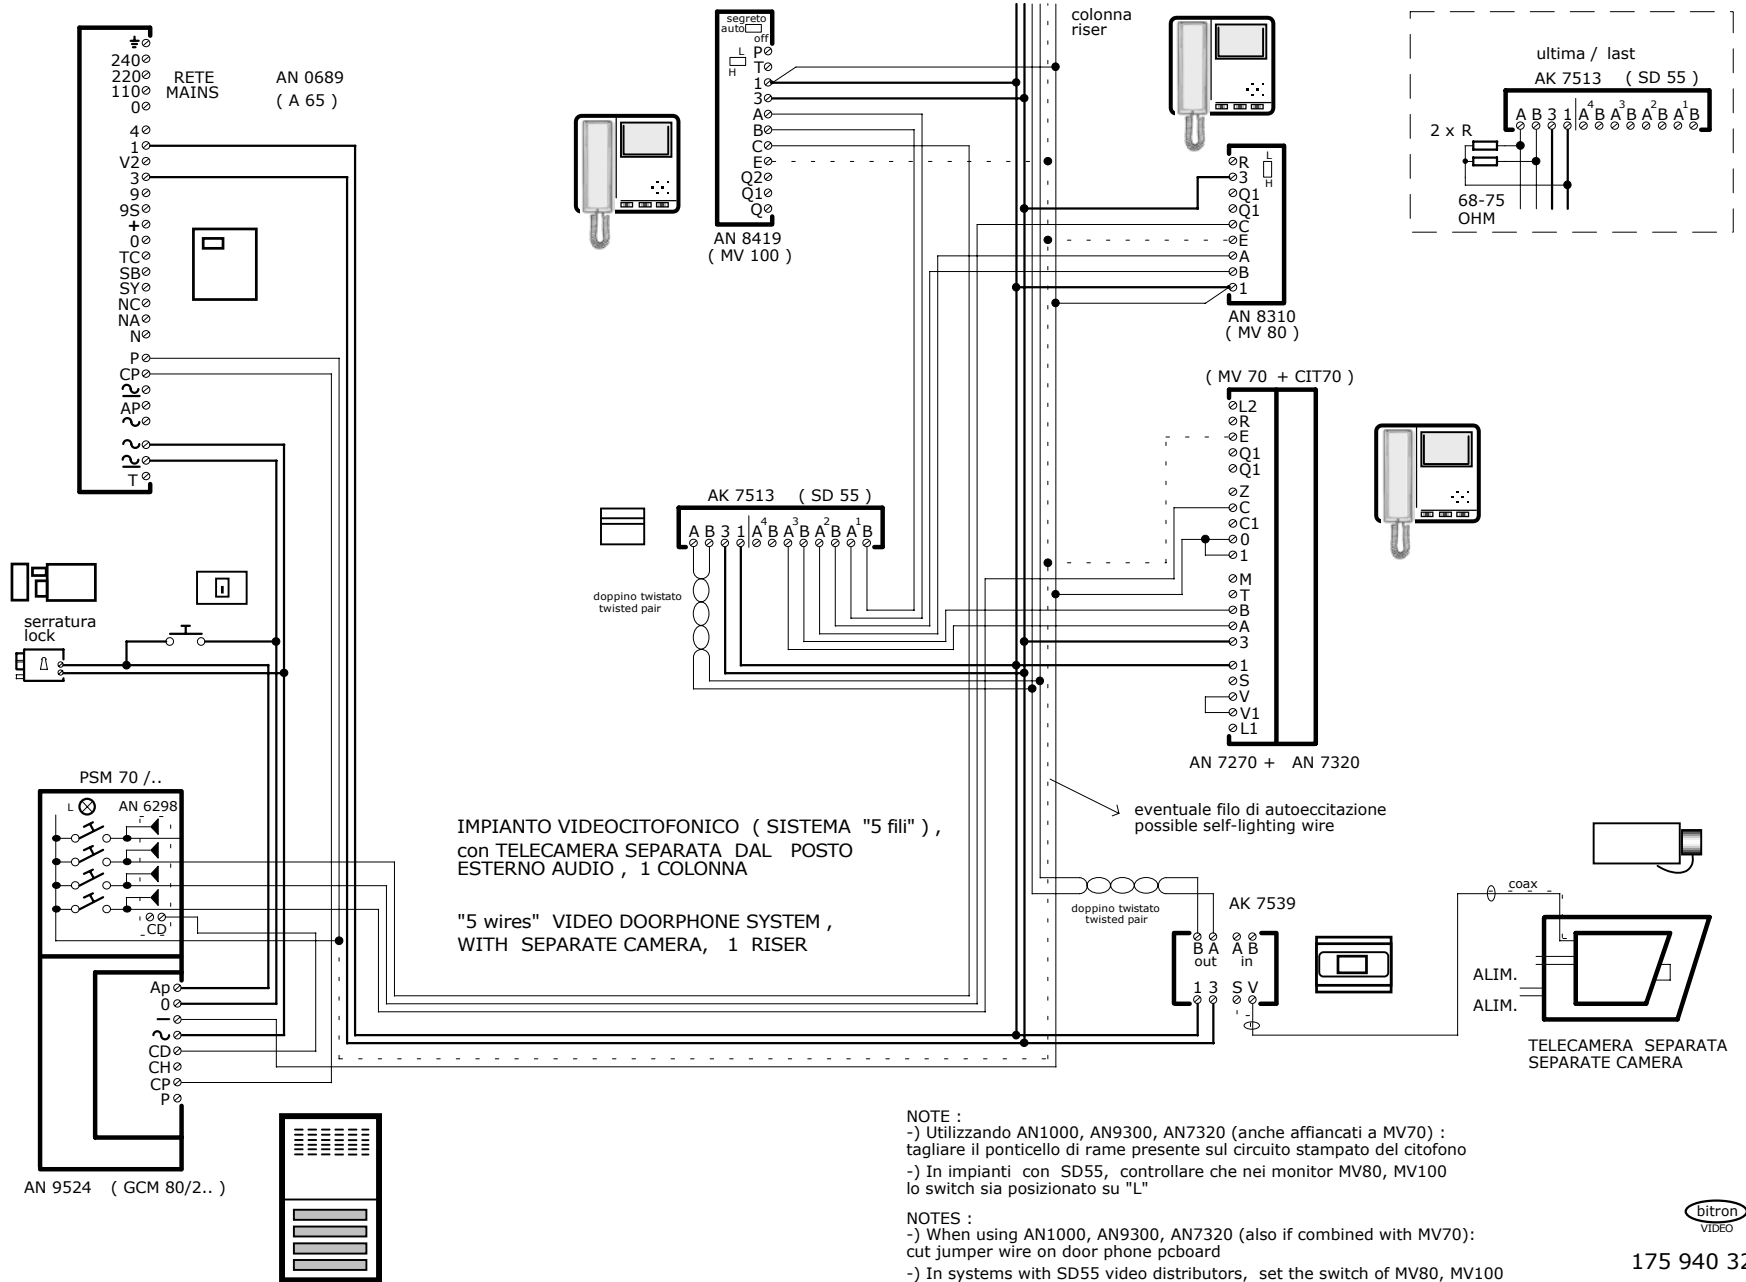 240
220
110
0
RETE
MAINS
AN 0689
( A 65 )
4
1
V2
3
9
9S
+
0
TC
SB
SY
NC
NA
N
P
CP
AP
T
serratura
lock
PSM 70 /..
L
AN 6298
CD
Ap
0
CD
CH
CP
P
AN 9524 ( GCM 80/2.. )
segreto
auto
off
L
H
P
T
1
3
A
B
C
E
Q2
Q1
Q
AN 8419
( MV 100 )
colonna
riser
R
3
Q1
Q1
C
E
A
B
1
L
H
AN 8310
( MV 80 )
ultima / last
AK 7513 ( SD 55 )
A B 3 1 A 4 B A 3 B A 2 B A 1 B
2 x R
68-75
OHM
( MV 70 + CIT70 )
L2
R
E
Q1
Q1
Z
C
C1
0
1
M
T
B
A
3
1
S
V
V1
L1
AN 7270 + AN 7320
AK 7513 ( SD 55 )
A B 3 1 A 4 B A 3 B A 2 B A 1 B
doppino twistato
twisted pair
eventuale filo di autoeccitazione
possible self-lighting wire
IMPIANTO VIDEOCITOFONICO ( SISTEMA "5 fili" ) ,
con TELECAMERA SEPARATA DAL POSTO
ESTERNO AUDIO , 1 COLONNA
"5 wires" VIDEO DOORPHONE SYSTEM ,
WITH SEPARATE CAMERA, 1 RISER
doppino twistato
twisted pair
AK 7539
B A A B
out in
1 3 S V
coax
ALIM.
ALIM.
TELECAMERA SEPARATA
SEPARATE CAMERA
NOTE :
-) Utilizzando AN1000, AN9300, AN7320 (anche affiancati a MV70) :
tagliare il ponticello di rame presente sul circuito stampato del citofono
-) In impianti con SD55, controllare che nei monitor MV80, MV100
lo switch sia posizionato su "L"
NOTES :
-) When using AN1000, AN9300, AN7320 (also if combined with MV70):
cut jumper wire on door phone pcboard
-) In systems with SD55 video distributors, set the switch of MV80, MV100
bitron
VIDEO
175 940 32